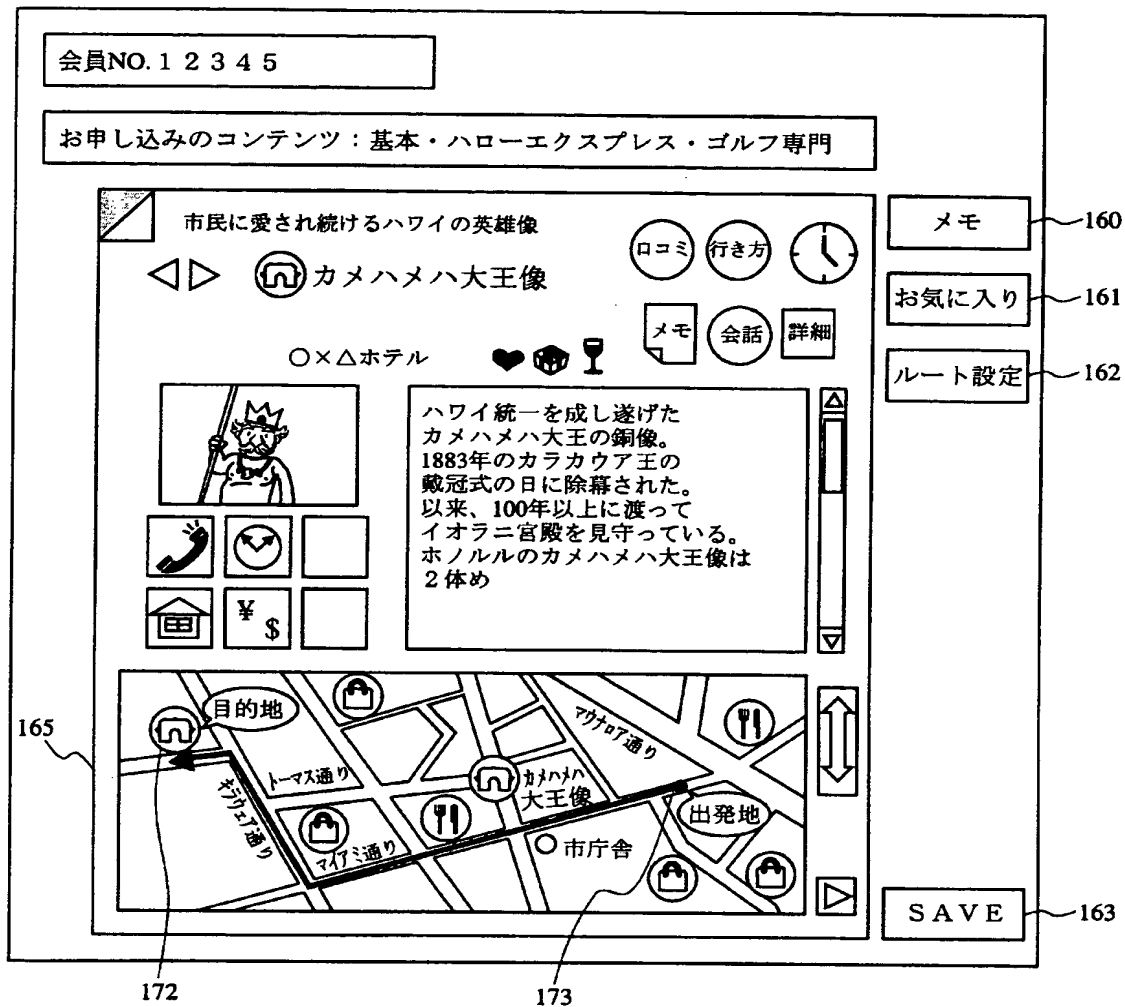 会員NO.１２３４５
お申し込みのコンテンツ：基本・ハローエクスプレス・ゴルフ専門
市民に愛され続けるハワイの英雄像
カメハメハ大王像
口コミ
行き方
メモ
会話
詳細
○×△ホテル
メモ
160
お気に入り
161
ルート設定
162
ハワイ統一を成し遂げた
カメハメハ大王の銅像。
1883年のカラカウア王の
戴冠式の日に除幕された。
以来、100年以上に渡って
イオラニ宮殿を見守っている。
ホノルルのカメハメハ大王像は
２体め
¥
$
165
目的地
トーマス通り
キラウェア通り
マイアミ通り
カメハメハ
大王像
マウナロア通り
出発地
市庁舎
SAVE
163
172
173